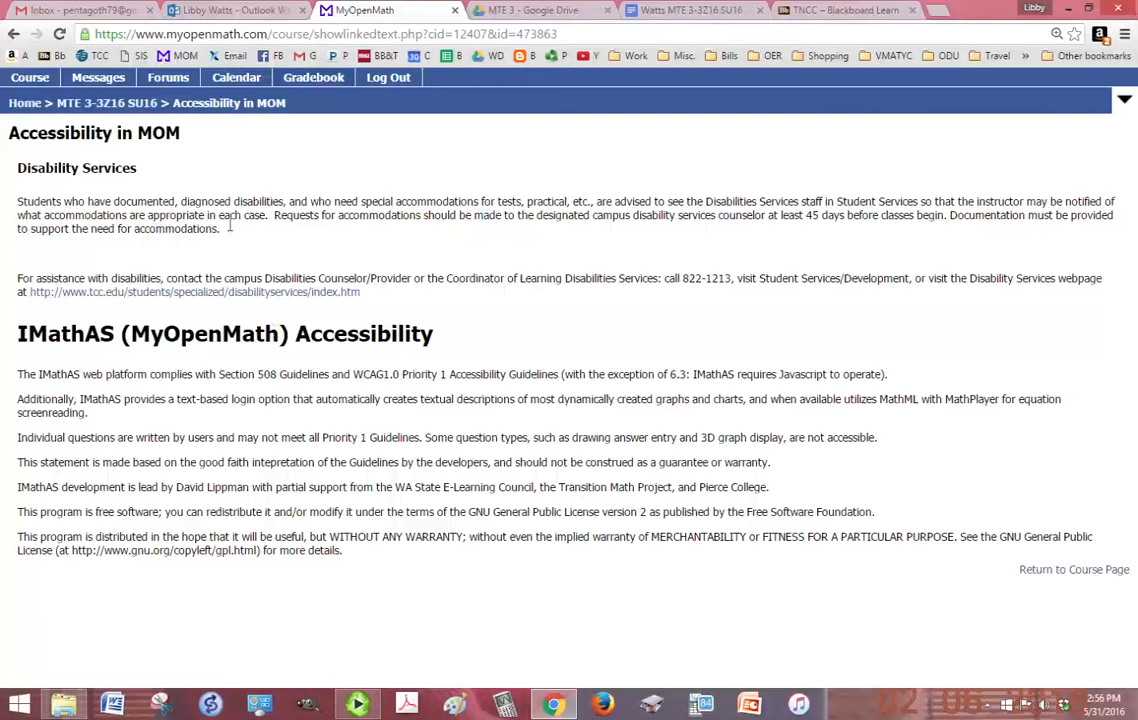 Inbox - pentagoth79@g
Libby Watts - Outlook W
MyOpenMath
MTE 3 - Google Drive
Watts MTE 3-3Z16 SU16
TNCC – Blackboard Learn
Libby
https://www.myopenmath.com/course/showlinkedtext.php?cid=12407&id=473863
A Bb TCC SIS MOM Email FB G P BB&T C B B+ Y WD Work Misc. Bills OER Shopping VMATYC ODU Travel » Other bookmarks
Course Messages Forums Calendar Gradebook Log Out
Home > MTE 3-3Z16 SU16 > Accessibility in MOM
Accessibility in MOM
Disability Services
Students who have documented, diagnosed disabilities, and who need special accommodations for tests, practical, etc., are advised to see the Disabilities Services staff in Student Services so that the instructor may be notified of
what accommodations are appropriate in each case. Requests for accommodations should be made to the designated campus disability services counselor at least 45 days before classes begin. Documentation must be provided
to support the need for accommodations.
For assistance with disabilities, contact the campus Disabilities Counselor/Provider or the Coordinator of Learning Disabilities Services: call 822-1213, visit Student Services/Development, or visit the Disability Services webpage
at http://www.tcc.edu/students/specialized/disabilityservices/index.htm
IMathAS (MyOpenMath) Accessibility
The IMathAS web platform complies with Section 508 Guidelines and WCAG1.0 Priority 1 Accessibility Guidelines (with the exception of 6.3: IMathAS requires Javascript to operate).
Additionally, IMathAS provides a text-based login option that automatically creates textual descriptions of most dynamically created graphs and charts, and when available utilizes MathML with MathPlayer for equation
screenreading.
Individual questions are written by users and may not meet all Priority 1 Guidelines. Some question types, such as drawing answer entry and 3D graph display, are not accessible.
This statement is made based on the good faith intepretation of the Guidelines by the developers, and should not be construed as a guarantee or warranty.
IMathAS development is lead by David Lippman with partial support from the WA State E-Learning Council, the Transition Math Project, and Pierce College.
This program is free software; you can redistribute it and/or modify it under the terms of the GNU General Public License version 2 as published by the Free Software Foundation.
This program is distributed in the hope that it will be useful, but WITHOUT ANY WARRANTY; without even the implied warranty of MERCHANTABILITY or FITNESS FOR A PARTICULAR PURPOSE. See the GNU General Public
License (at http://www.gnu.org/copyleft/gpl.html) for more details.
Return to Course Page
2:56 PM
5/31/2016